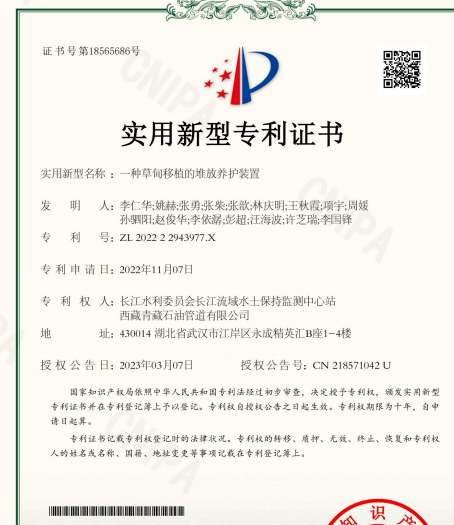 证书号第18565686号
实用新型专利证书
实用新型名称：一种草甸移植的堆放养护装置
发明人：李仁华;姚赫;张勇;张柴;张歆;林庆明;王秋霞;项宇;周媛
孙驷阳;赵俊华;李依潺;彭超;汪海波;许芝瑞;李国锋
专利号：ZL 2022 2 2943977.X
专利申请日：2022年11月07日
专利权人：长江水利委员会长江流域水土保持监测中心站
西藏青藏石油管道有限公司
地址：430014 湖北省武汉市江岸区永成精英汇B座1-4楼
授权公告日：2023年03月07日 授权公告号：CN 218571042 U
国家知识产权局依照中华人民共和国专利法经过初步审查，决定授予专利权，颁发实用新型
专利证书并在专利登记簿上予以登记。专利权自授权公告之日起生效。专利权期限为十年，自申
请日起算。
专利证书记载专利权登记时的法律状况。专利权的转移、质押、无效、终止、恢复和专利权
人的姓名或名称、国籍、地址变更等事项记载在专利登记簿上。
CNIPA
CNIPA
CNIPA
知识产